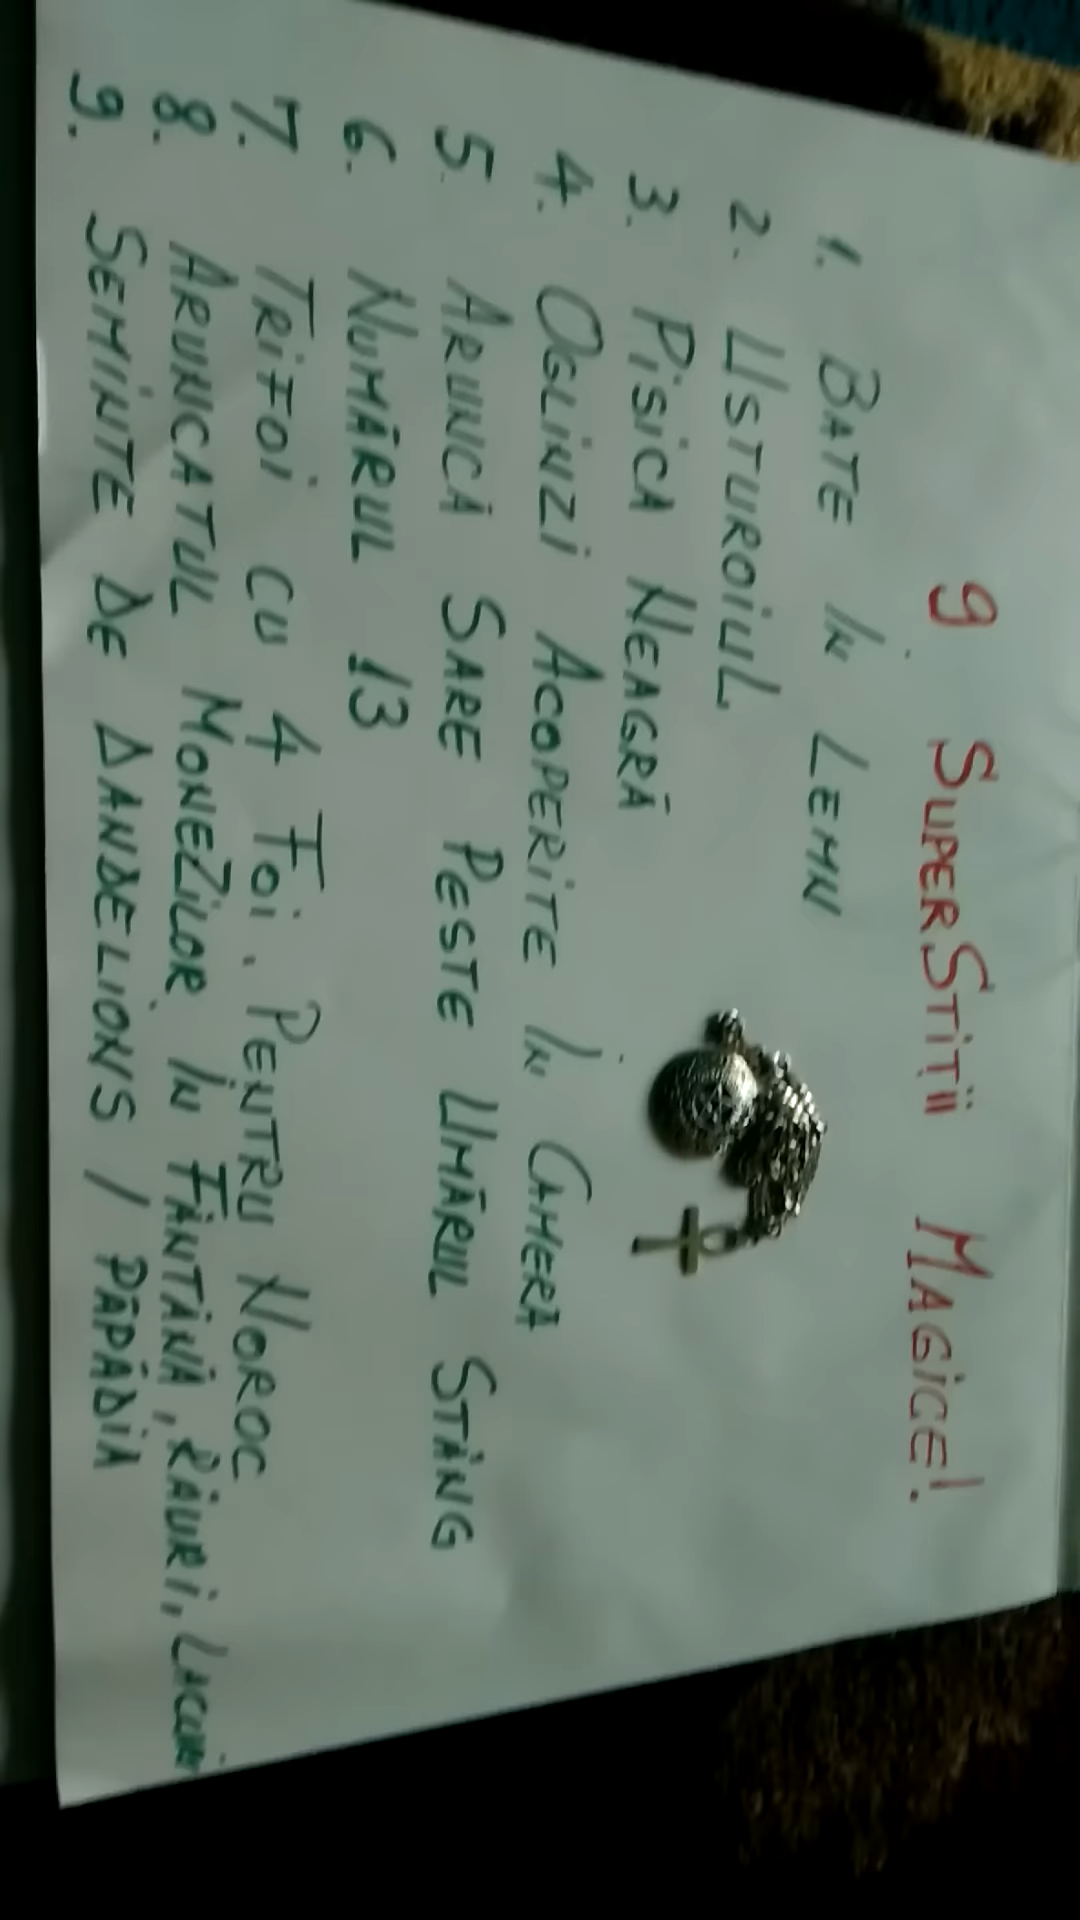 9 SUPERSTIȚII MAGICE!
1. BATE ÎN LEMN
2. USTUROIUL
3. PISICA NEAGRĂ
4. OGLINZI ACOPERITE ÎN CAMERĂ
5. ARUNCĂ SARE PESTE UMĂRUL STÂNG
6. NUMĂRUL 13
7. TRIFOI CU 4 FOI. PENTRU NOROC
8. ARUNCATUL MONEZILOR ÎN FÂNTÂNĂ, RÂURI, LACURI
9. SEMINTE DE DANDELIONS / PĂPĂDIA